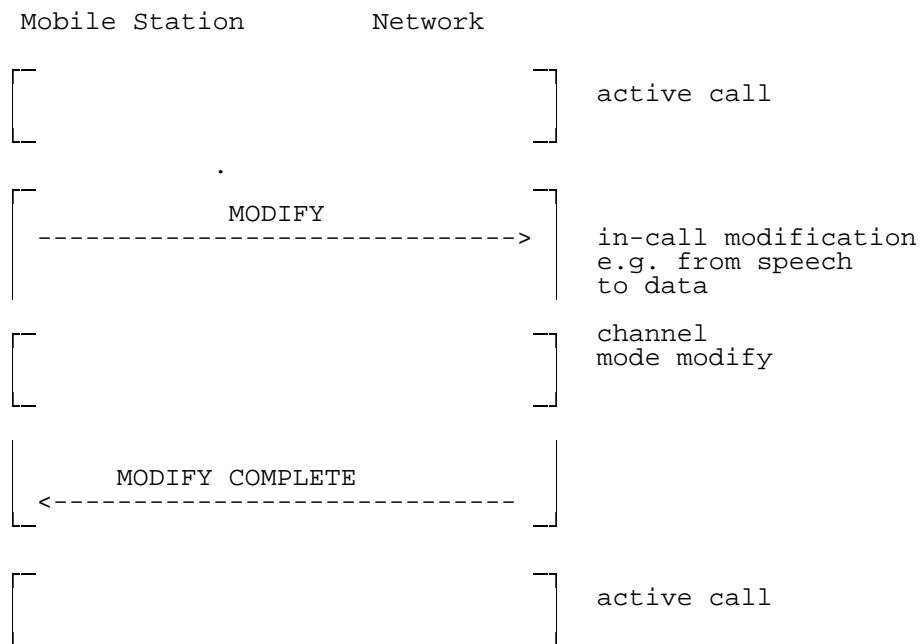 Mobile Station Network
active call
.
MODIFY
------------------------------>
in-call modification
e.g. from speech
to data
channel
mode modify
MODIFY COMPLETE
<-----------------------------
active call